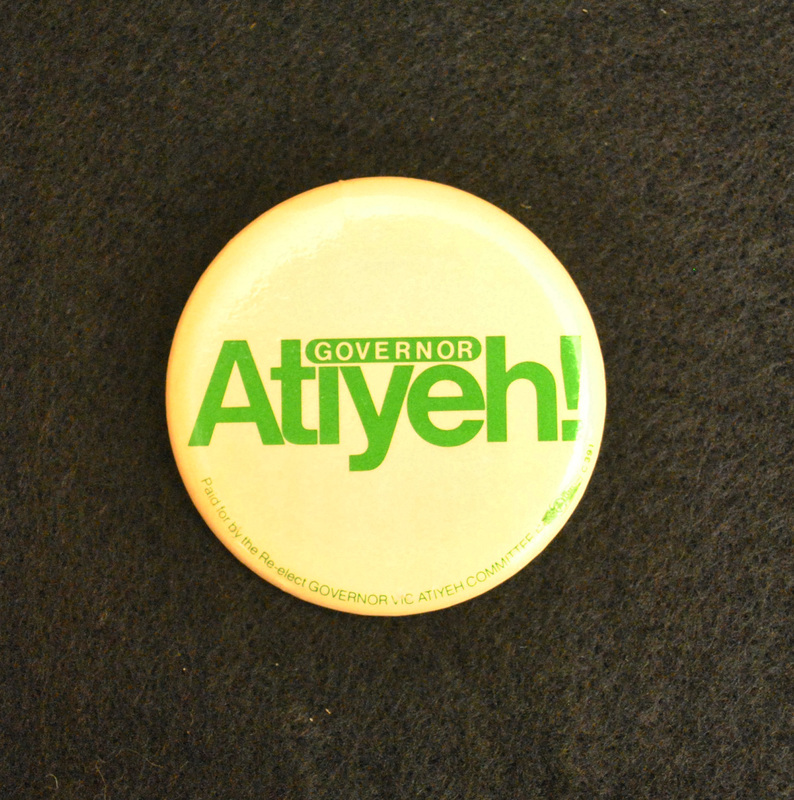 GOVERNOR
Atiyeh!
Paid for by the Re-elect GOVERNOR VIC ATIYEH COMMITTEE